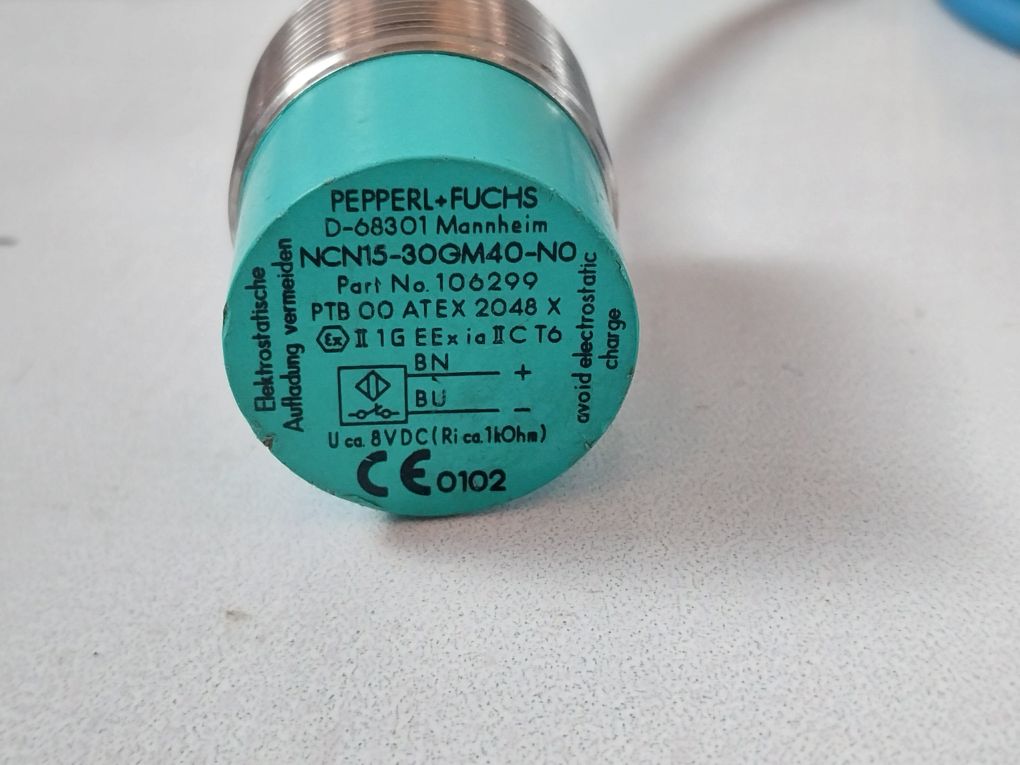 PEPPERL+FUCHS
D-68301 Mannheim
NCN15-30GM40-N0
Part No. 106299
PTB 00 ATEX 2048 X
Ex II 1G EEx ia IIC T6
BN +
BU -
U ca. 8VDC (Ri ca. 1kOhm)
CE 0102
Elektrostatische
Aufladung vermeiden
avoid electrostatic
charge